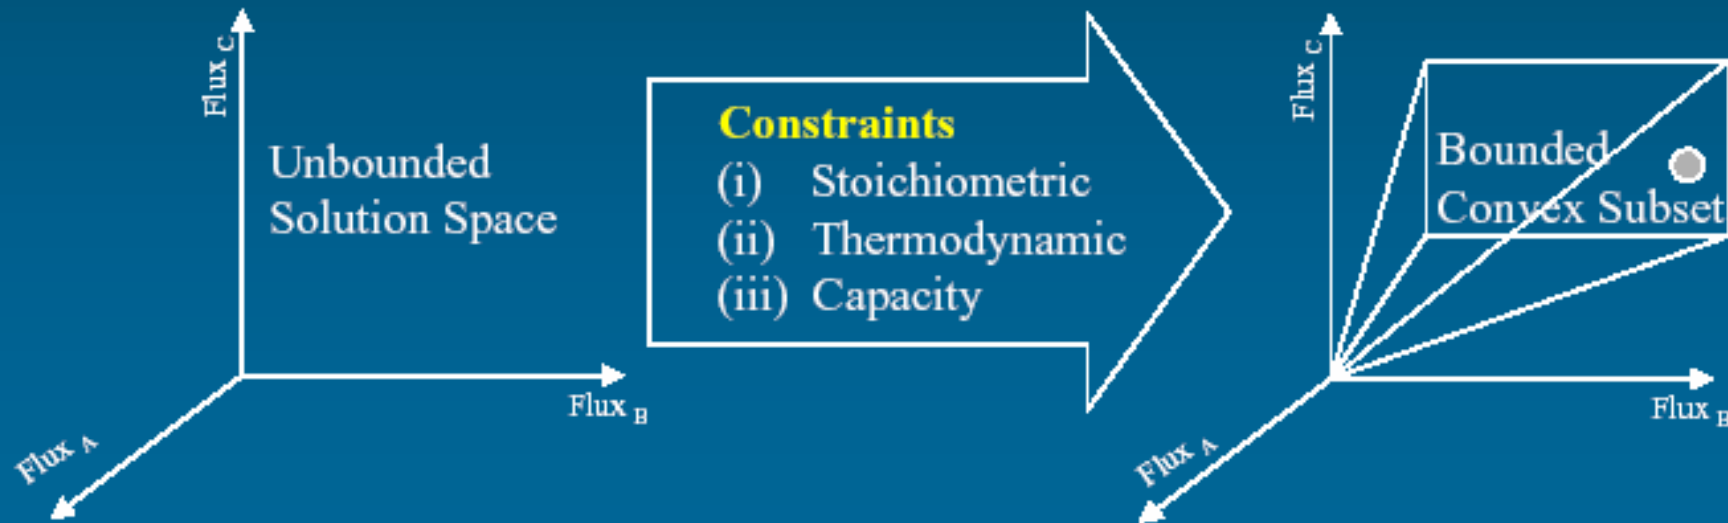 Flux C
Unbounded
Solution Space
Flux B
Flux A
Constraints
(i) Stoichiometric
(ii) Thermodynamic
(iii) Capacity
Flux C
Bounded
Convex Subset
Flux B
Flux A